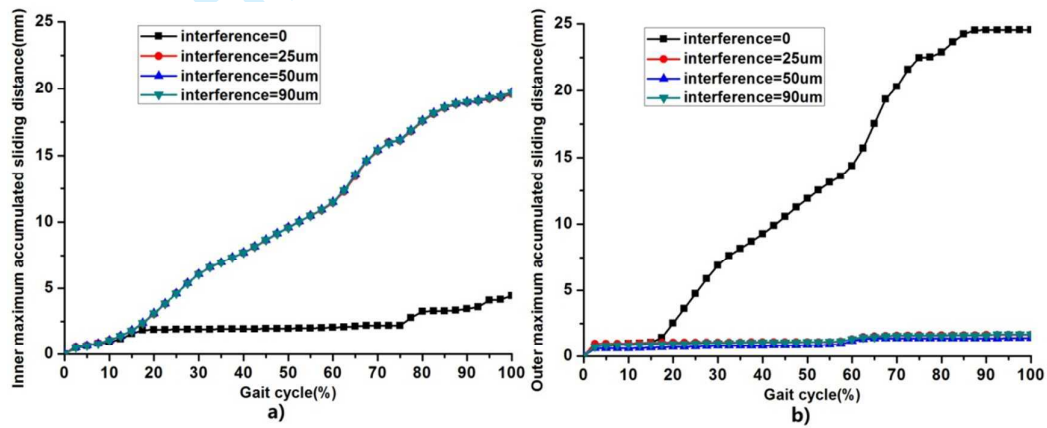 Inner maximum accumulated sliding distance(mm)
25
20
15
10
5
0
interference=0
interference=25um
interference=50um
interference=90um
0 10 20 30 40 50 60 70 80 90 100
Gait cycle(%)
a)
Outer maximum accumulated sliding distance(mm)
25
20
15
10
5
0
interference=0
interference=25um
interference=50um
interference=90um
0 10 20 30 40 50 60 70 80 90 100
Gait cycle(%)
b)